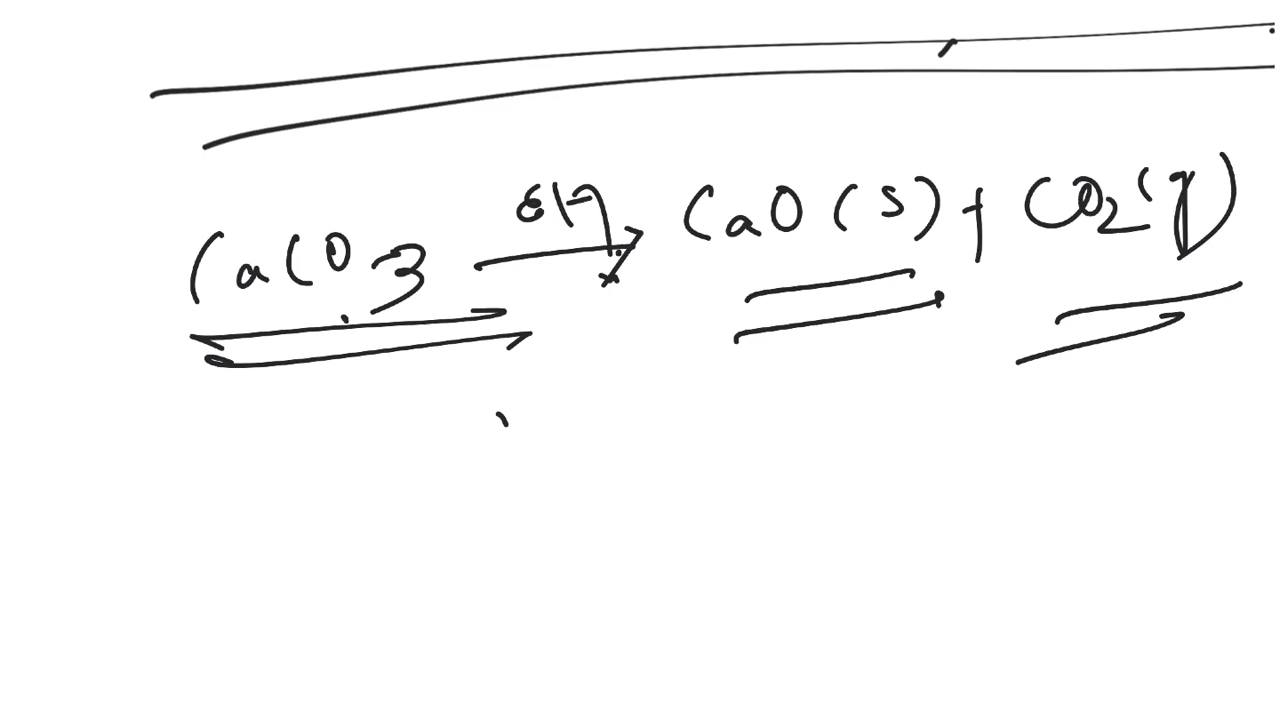 CaCO3 → CaO (s) + CO2 (g)